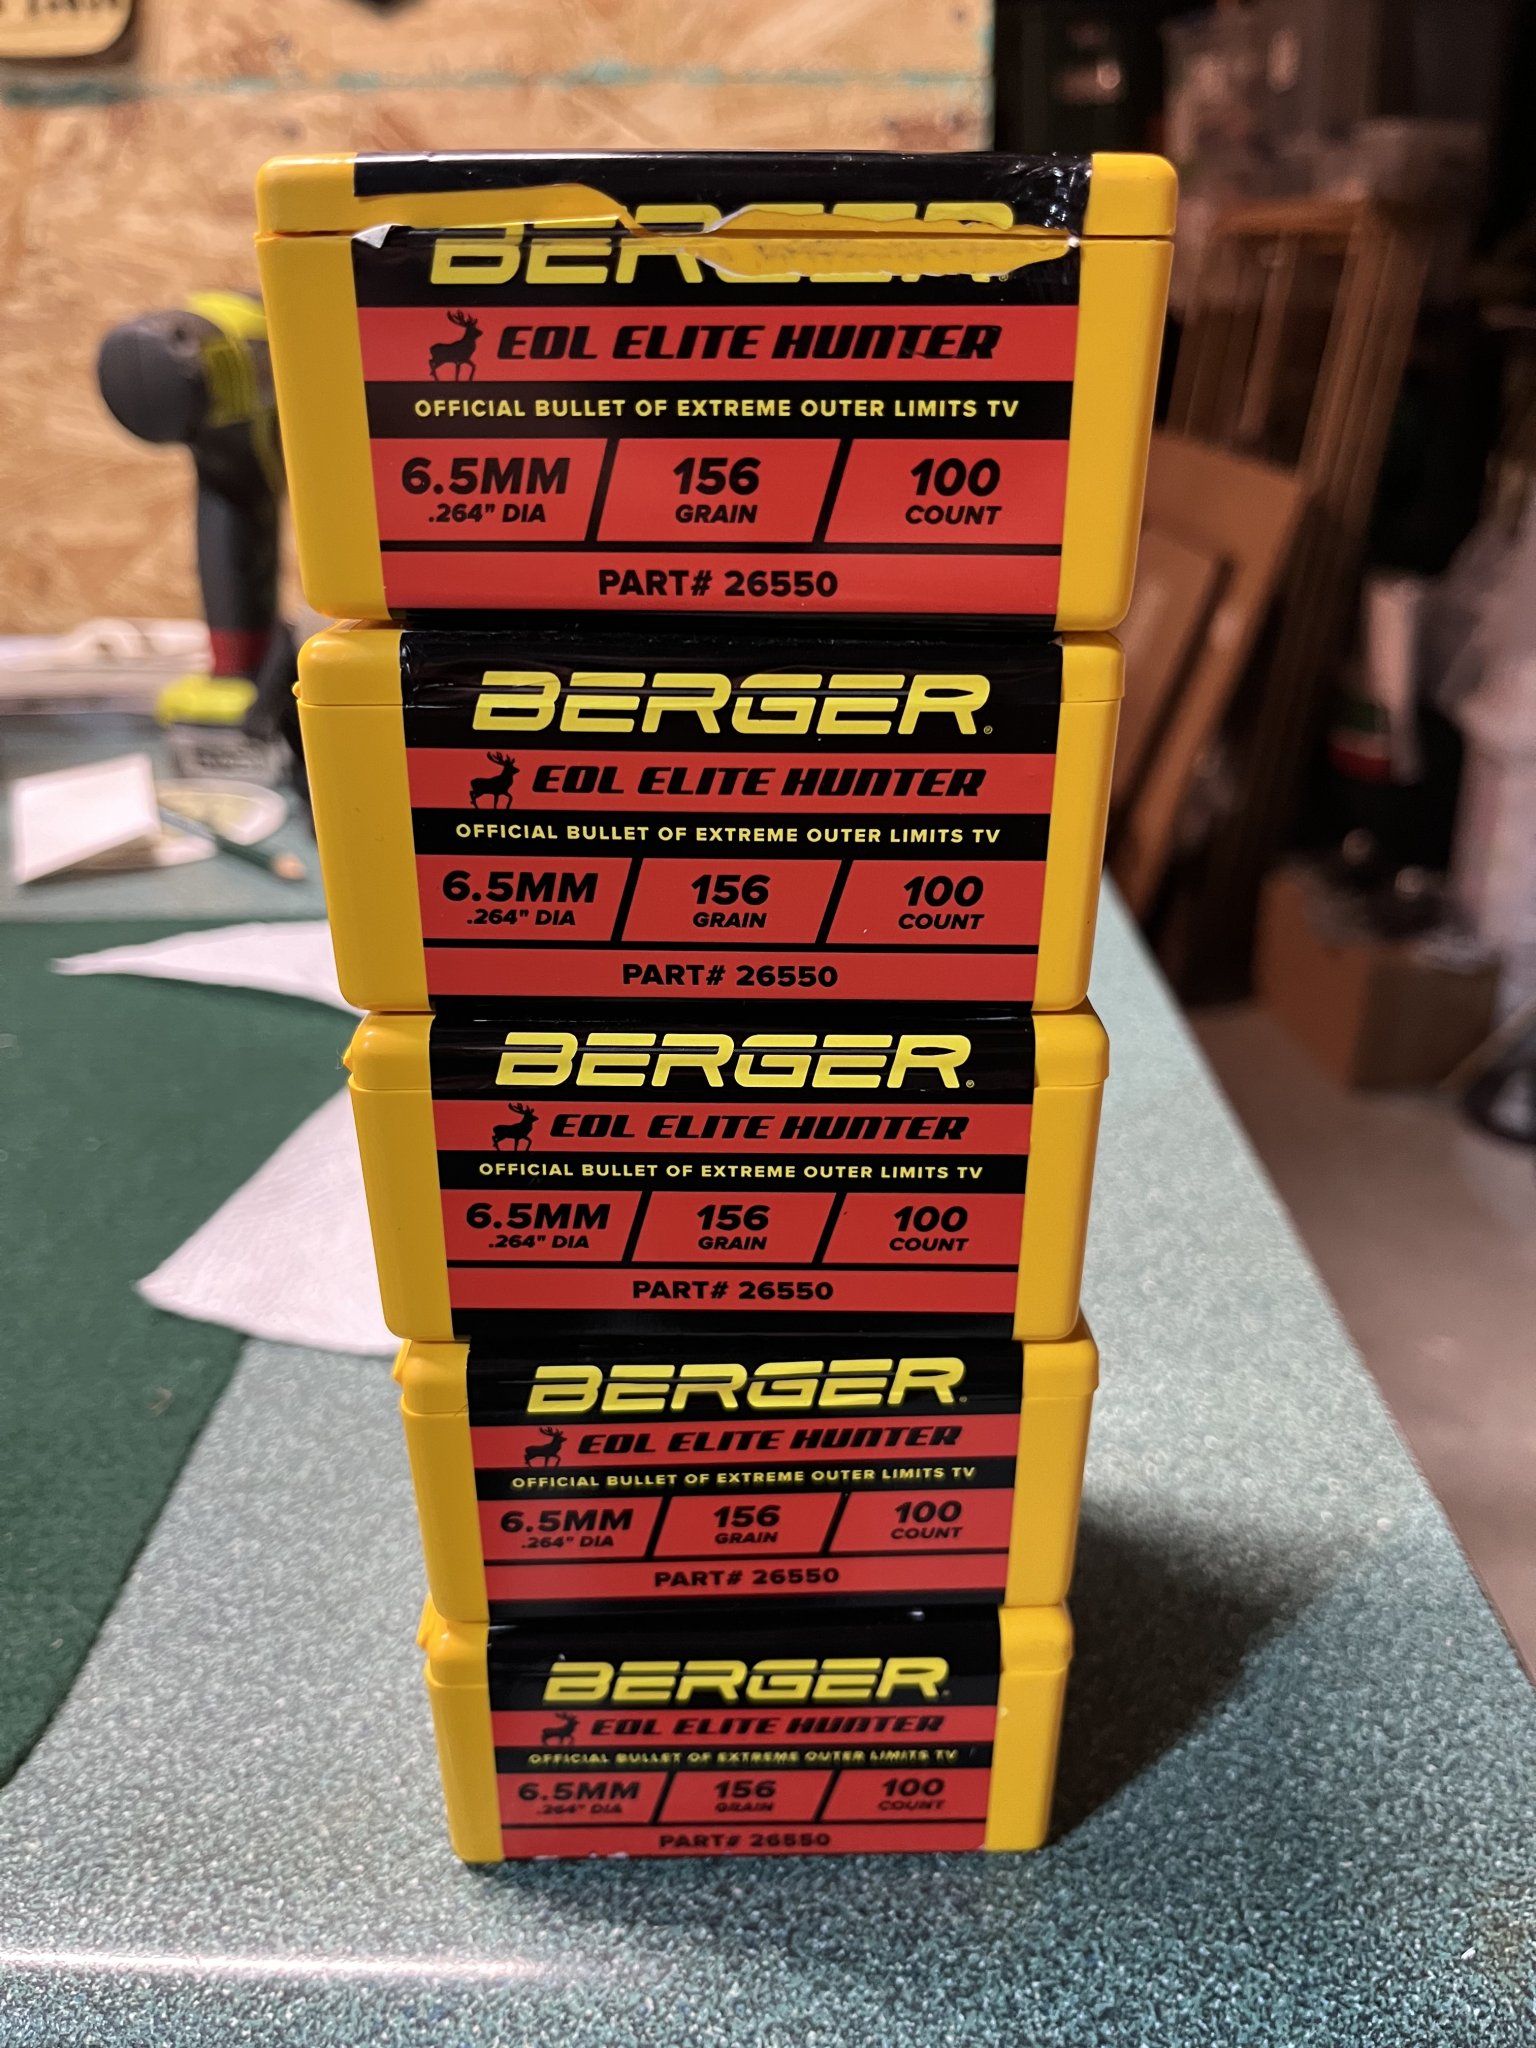 BERGER®
EOL ELITE HUNTER
OFFICIAL BULLET OF EXTREME OUTER LIMITS TV
6.5MM 156 100
.264" DIA GRAIN COUNT
PART# 26550
BERGER®
EOL ELITE HUNTER
OFFICIAL BULLET OF EXTREME OUTER LIMITS TV
6.5MM 156 100
.264" DIA GRAIN COUNT
PART# 26550
BERGER®
EOL ELITE HUNTER
OFFICIAL BULLET OF EXTREME OUTER LIMITS TV
6.5MM 156 100
.264" DIA GRAIN COUNT
PART# 26550
BERGER
EOL ELITE HUNTER
OFFICIAL BULLET OF EXTREME OUTER LIMITS TV
6.5MM 156 100
.264" DIA GRAIN COUNT
PART# 26550
BERGER
EOL ELITE HUNTER
OFFICIAL BULLET OF EXTREME OUTER LIMITS TV
6.5MM 156 100
.264" DIA GRAIN COUNT
PART# 26550